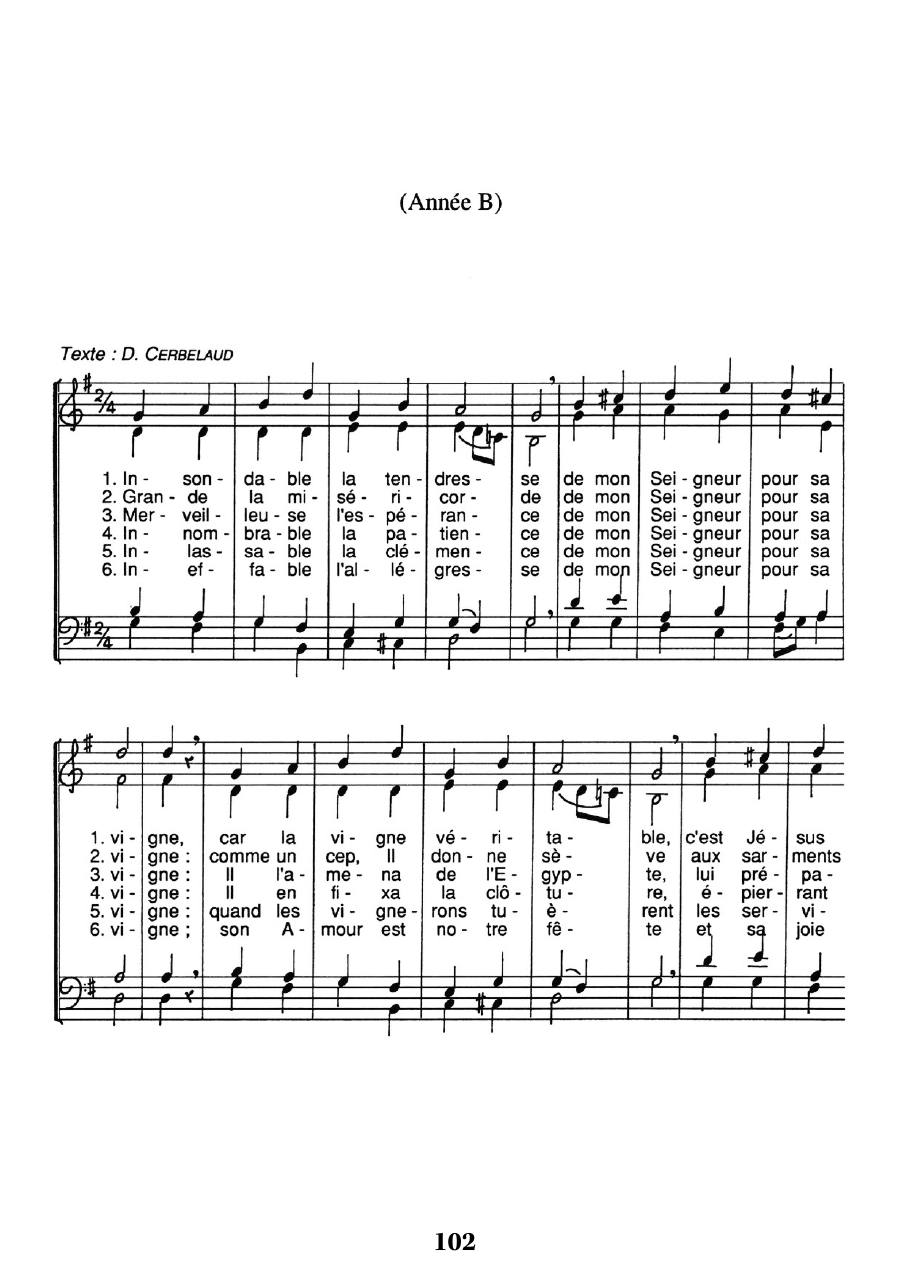 (Année B)
Texte : D. CERBELAUD
2/4
1. In - son - da - ble la ten - dres - se de mon Sei - gneur pour sa
2. Gran - de la mi - sé - ri - cor - de de mon Sei - gneur pour sa
3. Mer - veil - leu - se l'es - pé - ran - ce de mon Sei - gneur pour sa
4. In - nom - bra - ble la pa - tien - ce de mon Sei - gneur pour sa
5. In - las - sa - ble la clé - men - ce de mon Sei - gneur pour sa
6. In - ef - fa - ble l'al - lé - gres - se de mon Sei - gneur pour sa
2/4
1. vi - gne, car la vi - gne vé - ri - ta - ble, c'est Jé - sus
2. vi - gne : comme un cep, Il don - ne sè - ve aux sar - ments
3. vi - gne : Il l'a - me - na de l'E - gyp - te, lui pré - pa -
4. vi - gne : Il en fi - xa la clô - tu - re, é - pier - rant
5. vi - gne : quand les vi - gne - rons tu - è - rent les ser - vi -
6. vi - gne ; son A - mour est no - tre fê - te et sa joie
102